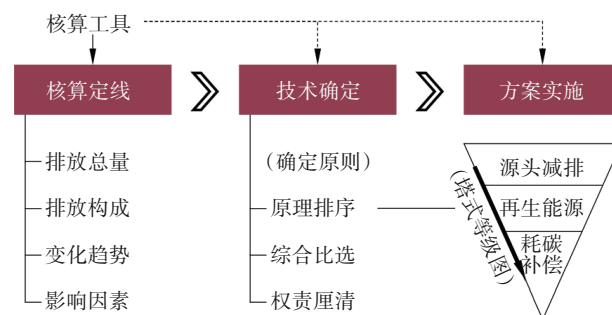 核算工具
核算定线
技术确定
方案实施
排放总量
排放构成
变化趋势
影响因素
(确定原则)
原理排序
综合比选
权责厘清
(塔式等级图)
源头减排
再生能源
耗碳
补偿